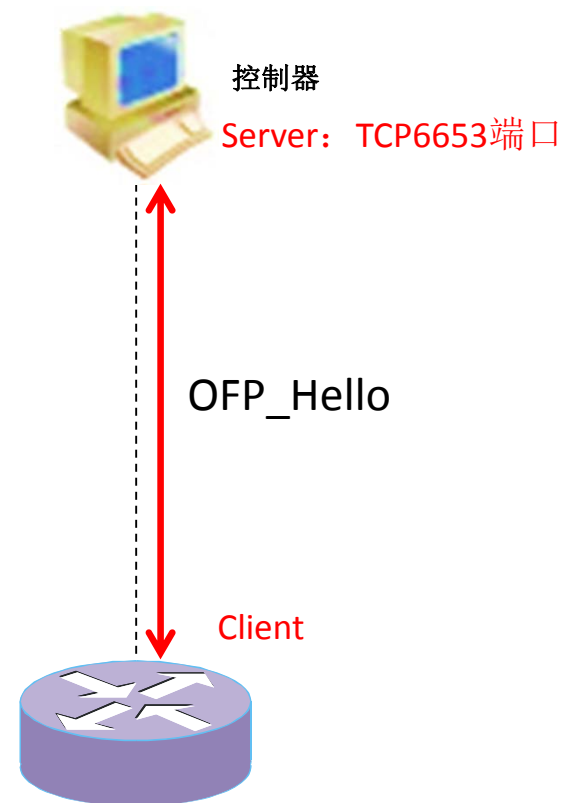 控制器
Server：TCP6653端口
OFP_Hello
Client